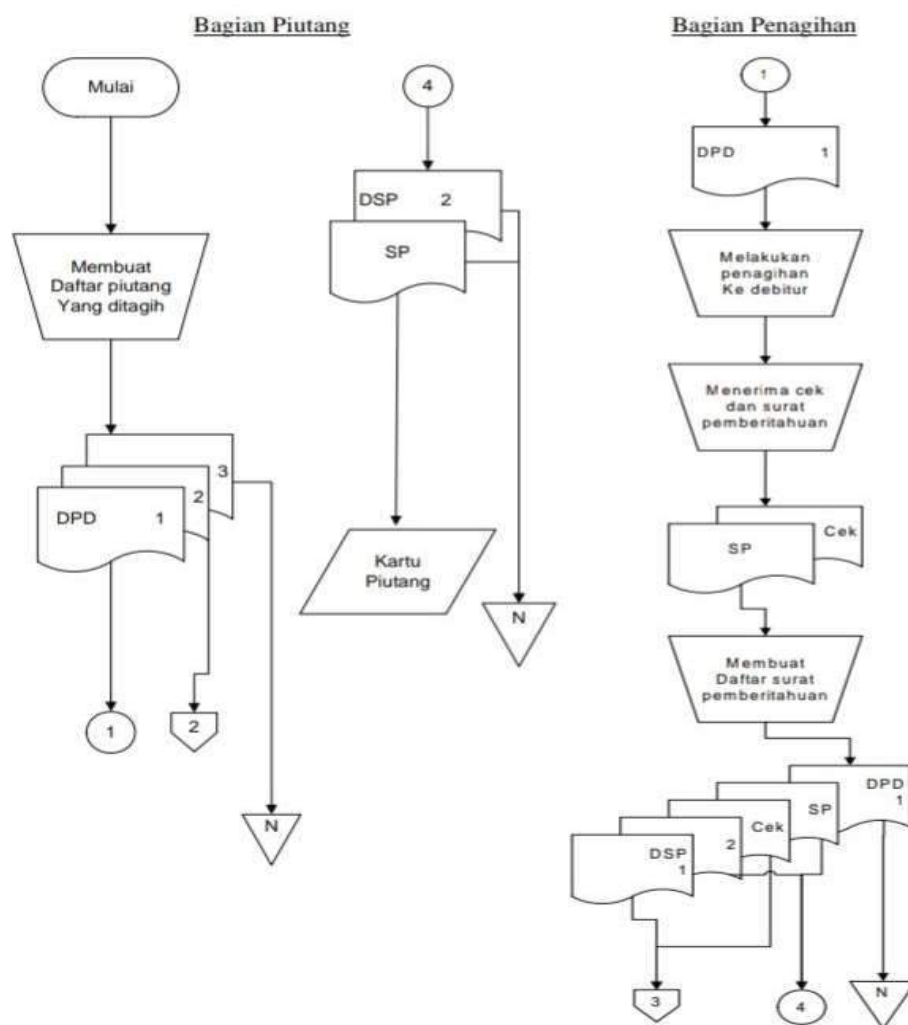 Bagian Piutang
Mulai
Membuat
Daftar piutang
Yang ditagih
3
2
DPD 1
1
2
N
4
DSP 2
SP
Kartu
Piutang
N
Bagian Penagihan
1
DPD 1
Melakukan
penagihan
Ke debitur
Menerima cek
dan surat
pemberitahuan
Cek
SP
Membuat
Daftar surat
pemberitahuan
DPD
1
SP
Cek
2
DSP
1
3
4
N